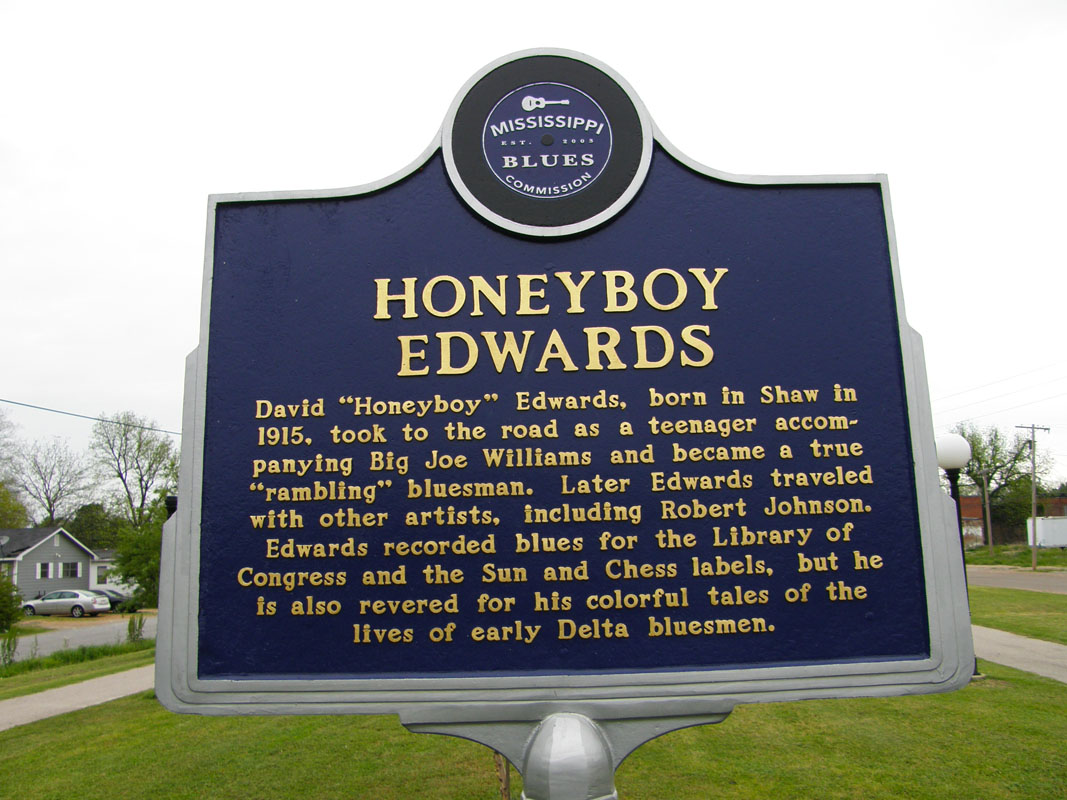 MISSISSIPPI
EST. 2003
BLUES
COMMISSION
HONEYBOY
EDWARDS
David “Honeyboy” Edwards, born in Shaw in
1915, took to the road as a teenager accom-
panying Big Joe Williams and became a true
“rambling” bluesman. Later Edwards traveled
with other artists, including Robert Johnson.
Edwards recorded blues for the Library of
Congress and the Sun and Chess labels, but he
is also revered for his colorful tales of the
lives of early Delta bluesmen.